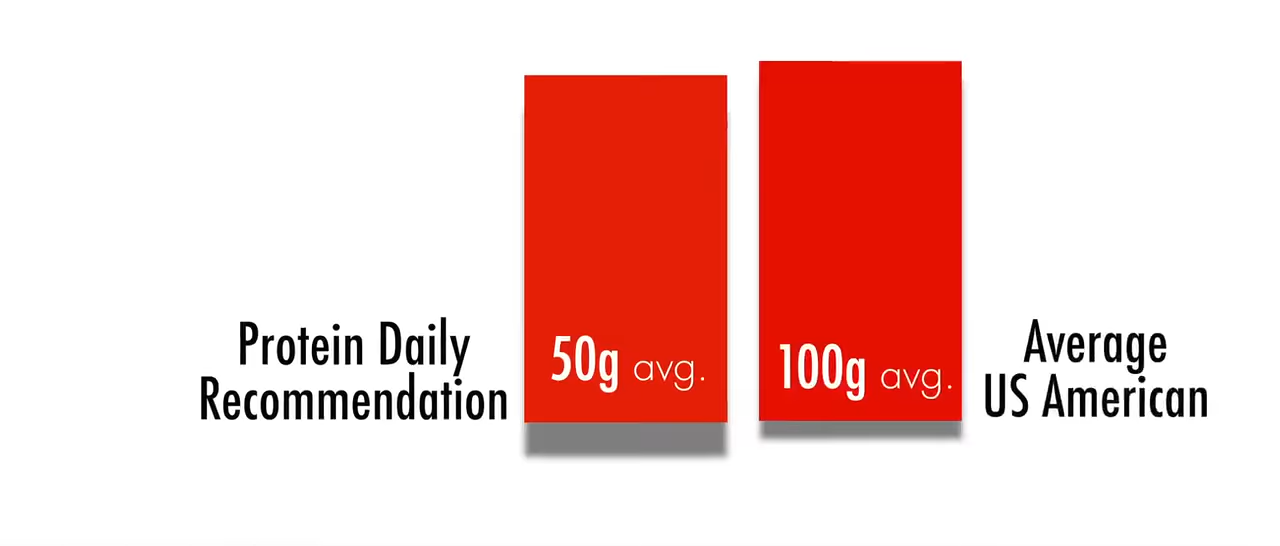 Protein Daily
Recommendation
50g avg.
100g avg.
Average
US American